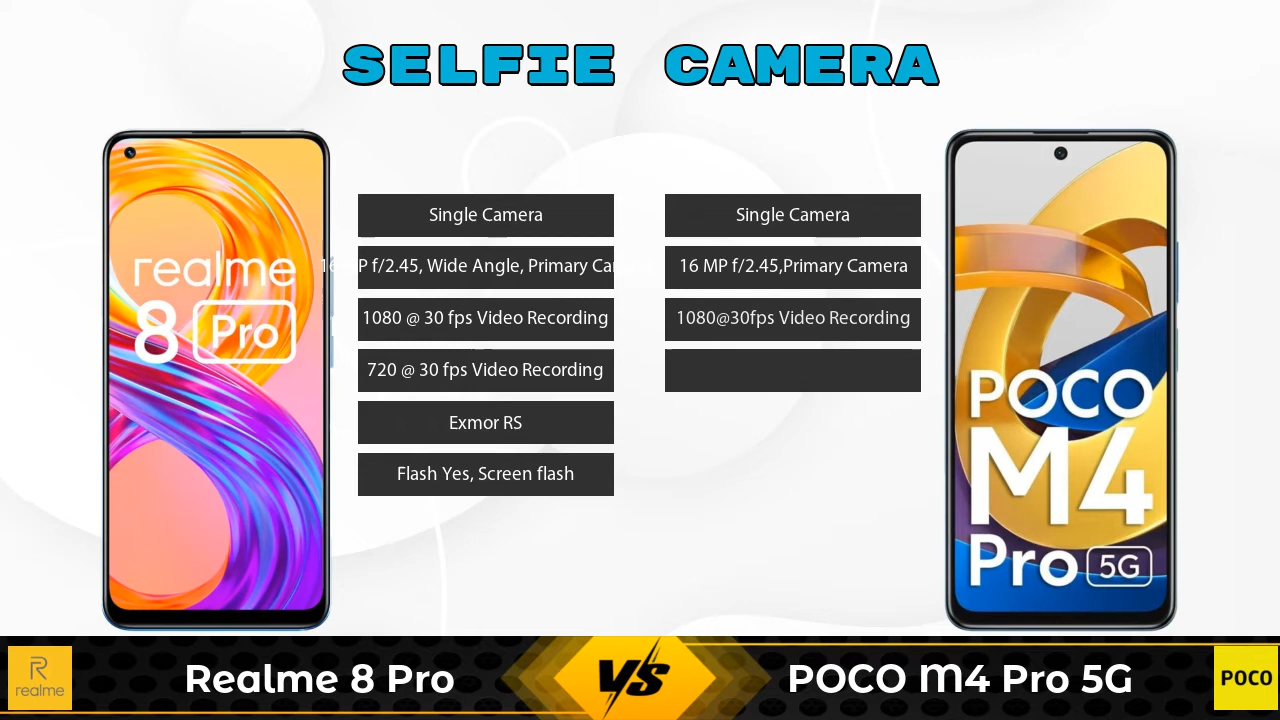 SELFIE CAMERA
realme
8 Pro
Single Camera
P f/2.45, Wide Angle, Primary
1080 @ 30 fps Video Recording
720 @ 30 fps Video Recording
Exmor RS
Flash Yes, Screen flash
Single Camera
16 MP f/2.45,Primary Camera
1080@30fps Video Recording
POCO
M4
Pro 5G
R
realme
Realme 8 Pro
VS
POCO M4 Pro 5G
POCO